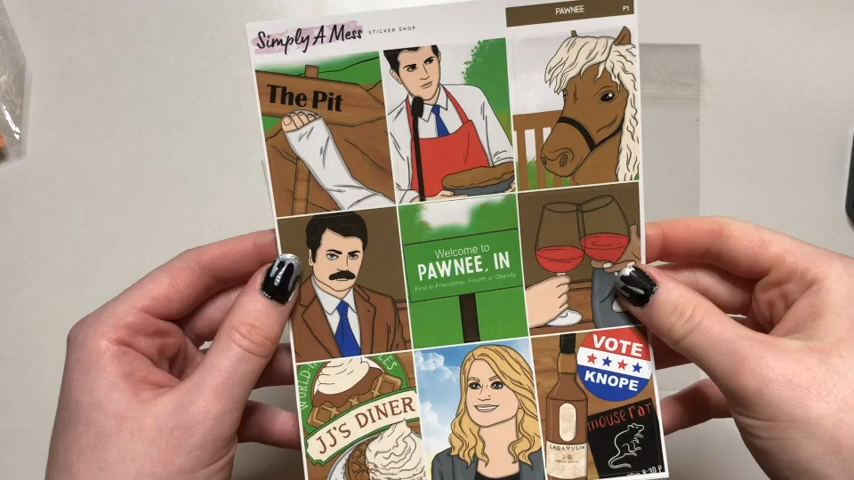 Simply A Mess STICKER SHOP
PAWNEE P1
The Pit
Welcome to
PAWNEE, IN
First in Friendship, Fourth in Obesity
JJ'S DINER
VOTE
KNOPE
LAGAVULIN
mouse rat